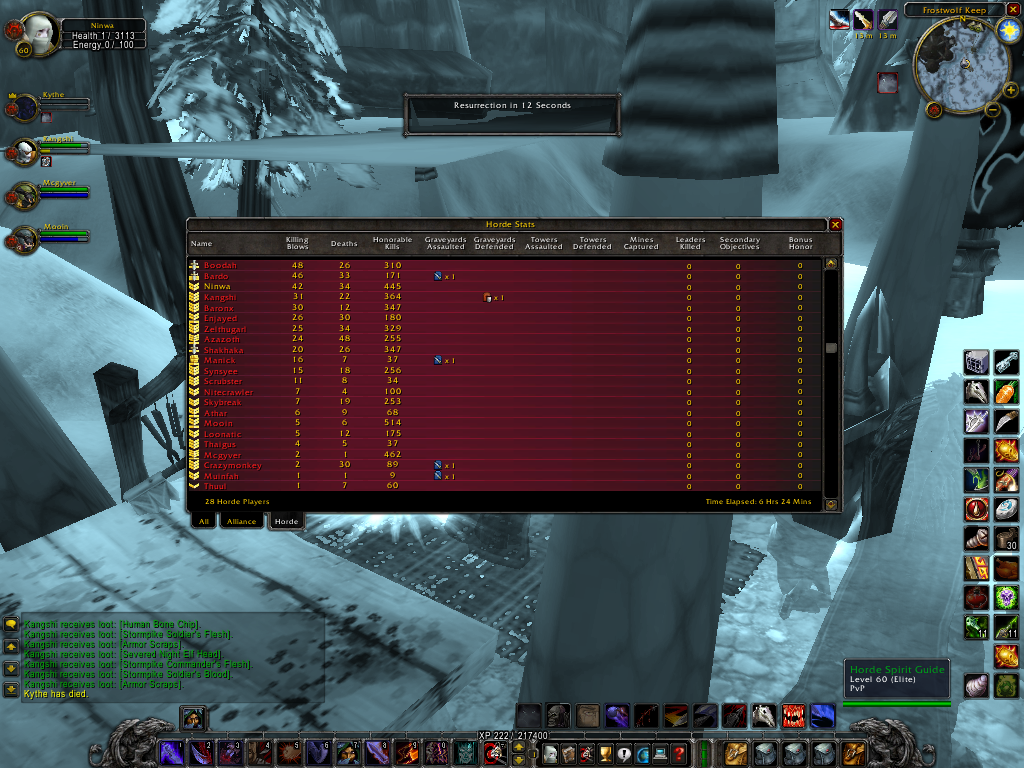 Ninwa
Health 1 / 3113
Energy 0 / 100
60
Kythe
Kangshi
Mcgyver
Mooin
Resurrection in 12 Seconds
13 m 13 m
Frostwolf Keep
N
Horde Stats
Name Killing Blows Deaths Honorable Kills Graveyards Assaulted Graveyards Defended Towers Assaulted Towers Defended Mines Captured Leaders Killed Secondary Objectives Bonus Honor
Boodah 48 26 310 0 0 0
Bardo 46 33 171 x 1 0 0 0
Ninwa 42 34 445 0 0 0
Kangshi 31 22 364 x 1 0 0 0
Baronx 30 12 347 0 0 0
Enjayed 26 30 180 0 0 0
Zelthugarl 25 34 329 0 0 0
Azazoth 24 48 255 0 0 0
Shakhaka 20 26 347 0 0 0
Manick 16 7 37 x 1 0 0 0
Synsyee 15 18 256 0 0 0
Scrubster 11 8 34 0 0 0
Nitecrawler 7 4 100 0 0 0
Skybreak 7 19 253 0 0 0
Athar 6 9 68 0 0 0
Mooin 5 6 514 0 0 0
Loonatic 5 12 175 0 0 0
Thaigus 4 5 37 0 0 0
Mcgyver 2 1 462 0 0 0
Crazymonkey 2 30 89 x 1 0 0 0
Muinfah 1 1 9 x 1 0 0 0
Thuul 1 7 60 0 0 0
28 Horde Players Time Elapsed: 6 Hrs 24 Mins
All Alliance Horde
Kangshi receives loot: [Human Bone Chip].
Kangshi receives loot: [Stormpike Soldier's Flesh].
Kangshi receives loot: [Armor Scraps].
Kangshi receives loot: [Severed Night Elf Head].
Kangshi receives loot: [Stormpike Commander's Flesh].
Kangshi receives loot: [Stormpike Soldier's Blood].
Kangshi receives loot: [Armor Scraps].
Kythe has died.
30
11 11
Horde Spirit Guide
Level 60 (Elite)
PvP
XP 222 / 217400
2 3 4 5 6 7 8 9